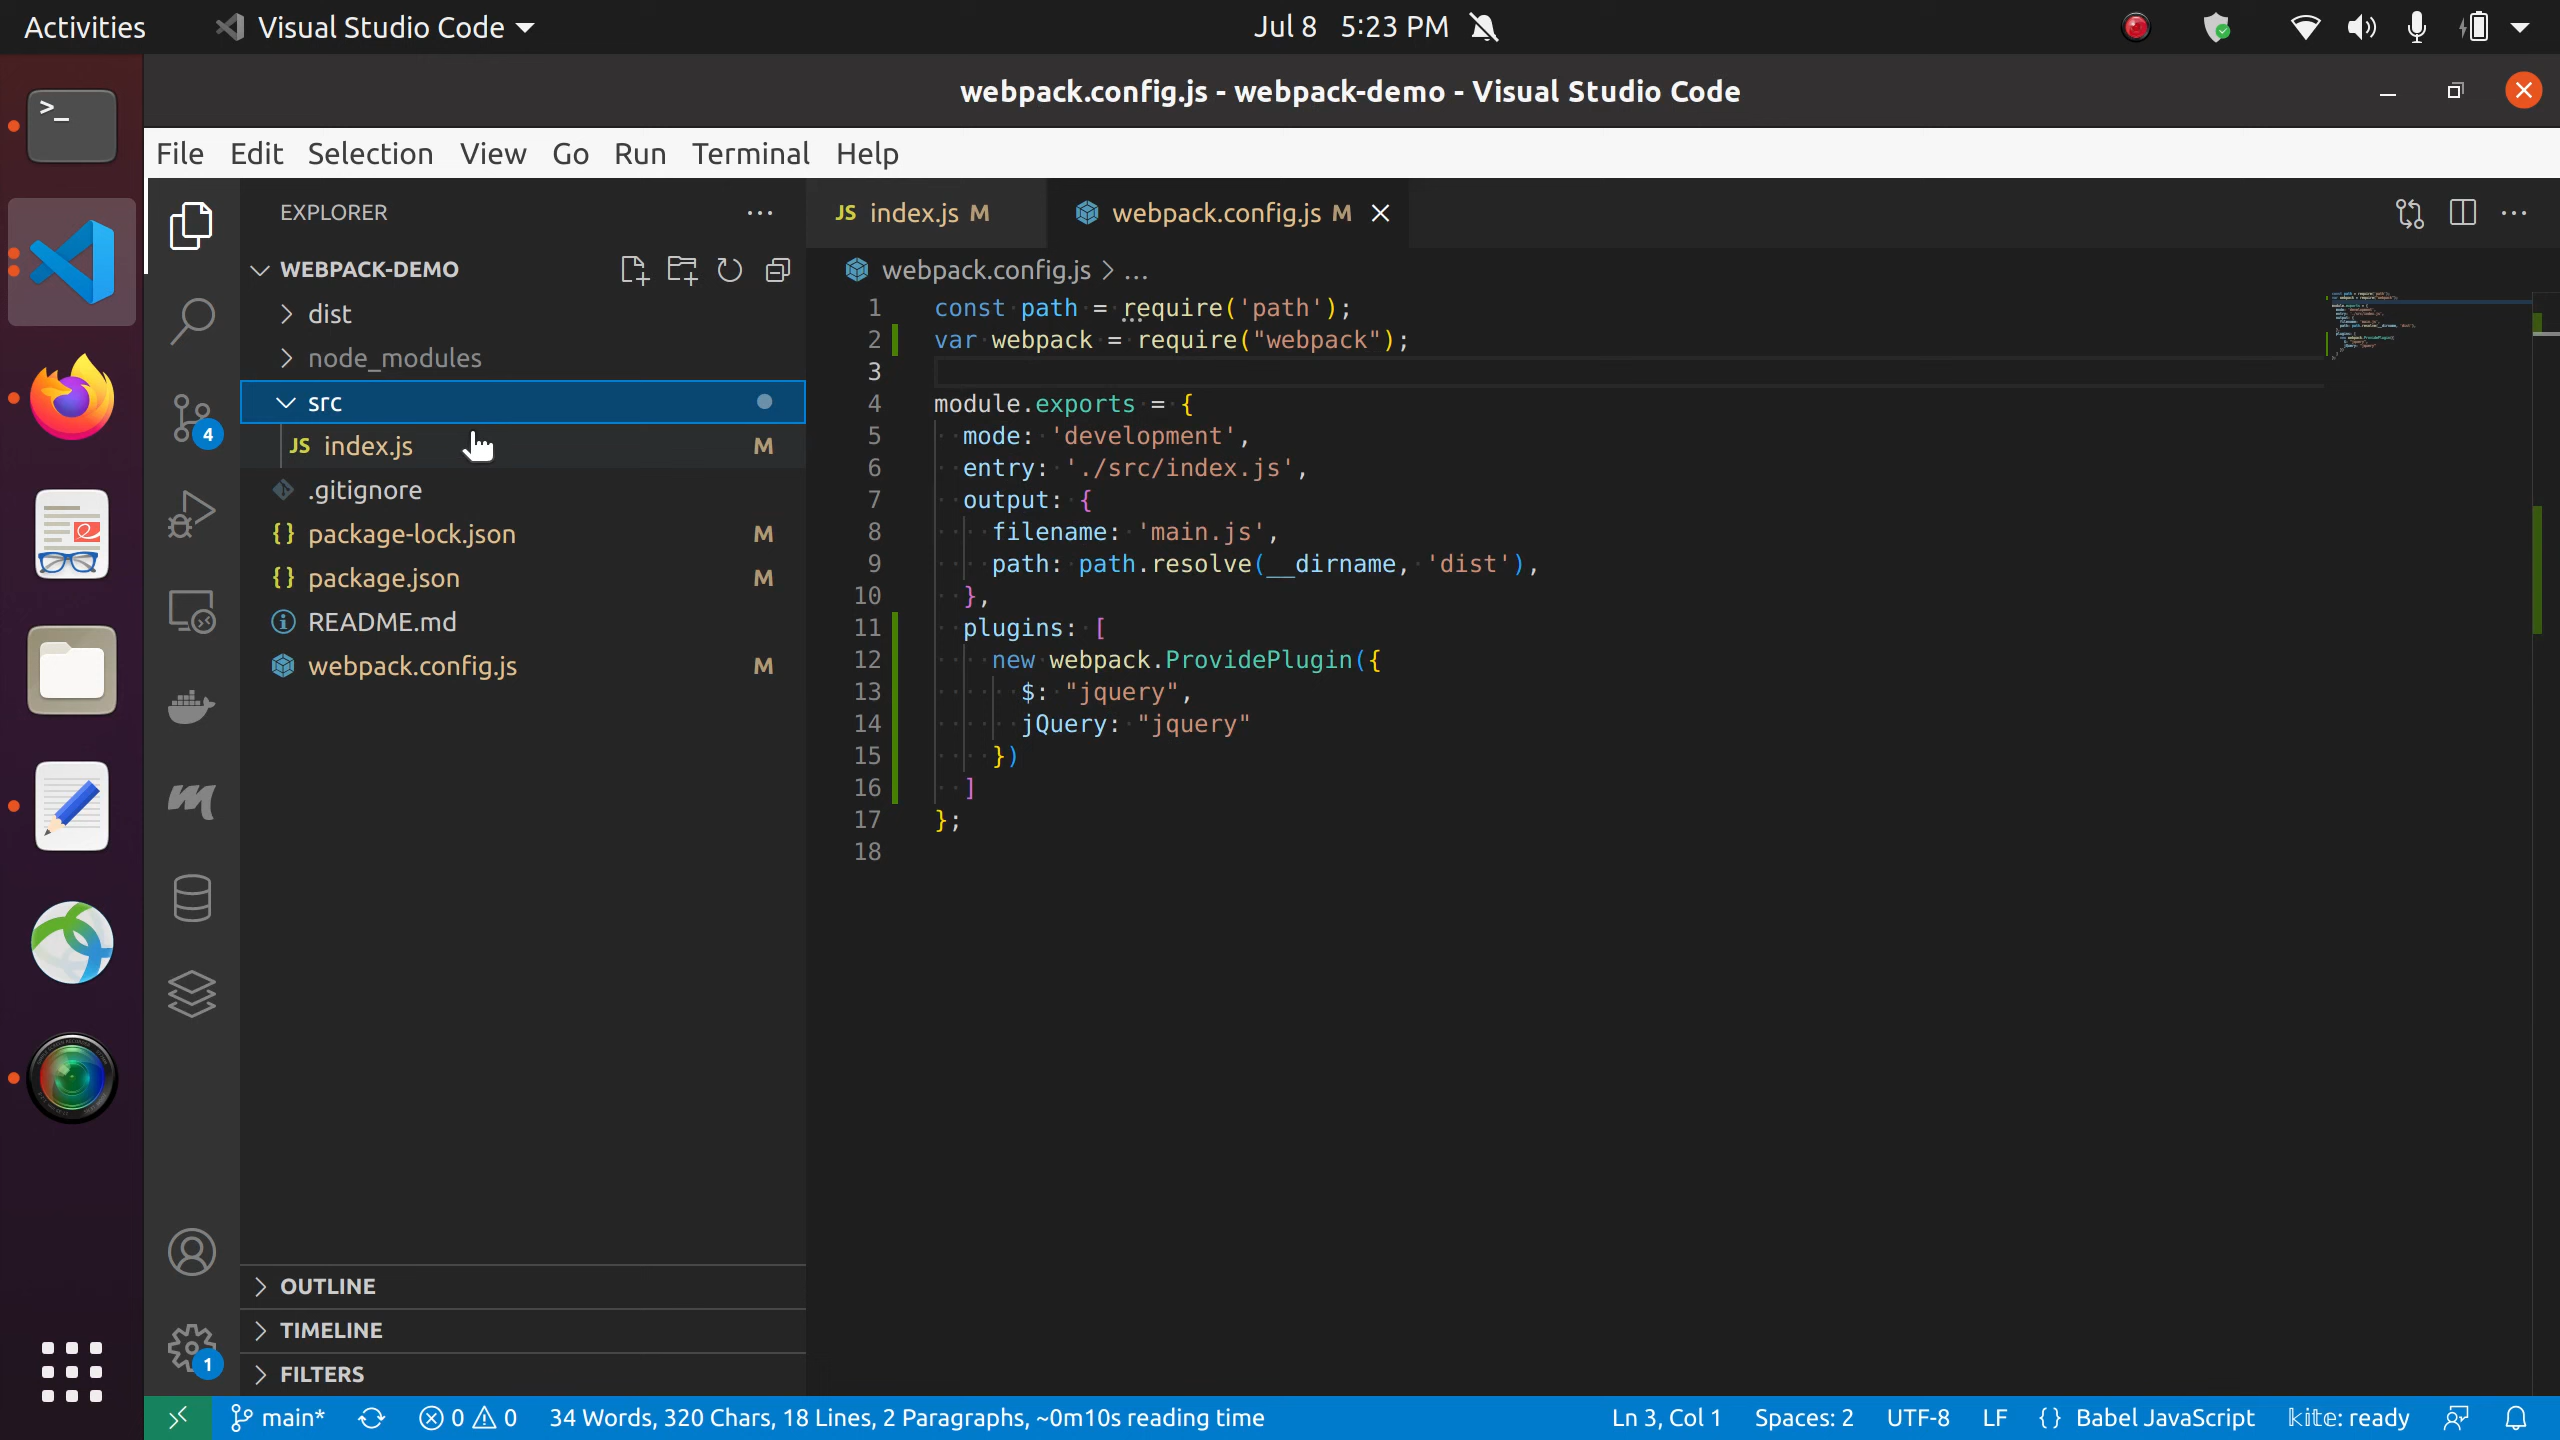 Activities
Visual Studio Code
Jul 8 5:23 PM
webpack.config.js - webpack-demo - Visual Studio Code
File Edit Selection View Go Run Terminal Help
EXPLORER
WEBPACK-DEMO
dist
node_modules
src
JS index.js M
.gitignore
{} package-lock.json M
{} package.json M
README.md
webpack.config.js M
OUTLINE
TIMELINE
FILTERS
4
1
JS index.js M
webpack.config.js M
webpack.config.js > ...
1 const path = require('path');
2 var webpack = require("webpack");
3
4 module.exports = {
5 mode: 'development',
6 entry: './src/index.js',
7 output: {
8 filename: 'main.js',
9 path: path.resolve(__dirname, 'dist'),
10 },
11 plugins: [
12 new webpack.ProvidePlugin({
13 $: "jquery",
14 jQuery: "jquery"
15 })
16 ]
17 };
18
main* 0 0 34 Words, 320 Chars, 18 Lines, 2 Paragraphs, ~0m10s reading time Ln 3, Col 1 Spaces: 2 UTF-8 LF {} Babel JavaScript kite: ready